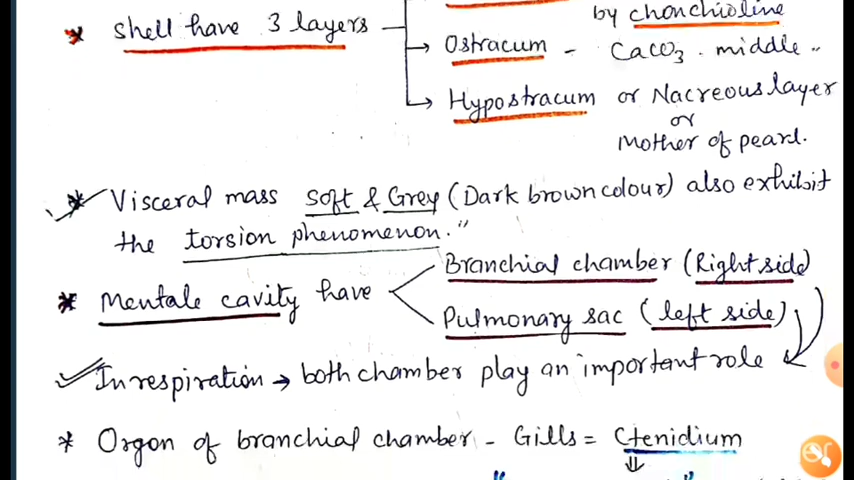 by chonchioline
* shell have 3 layers
→ Ostracum - CaCO3 . middle "
→ Hypostracum or Nacreous layer
or
Mother of pearl.
* Visceral mass soft & Grey (Dark brown colour) also exhibit
the torsion phenomenon."
* Mentale cavity have
Branchial chamber (Right side)
Pulmonary sac (left side)
In respiration → both chamber play an important role
* Orgon of branchial chamber - Gills = Ctenidium
⇓